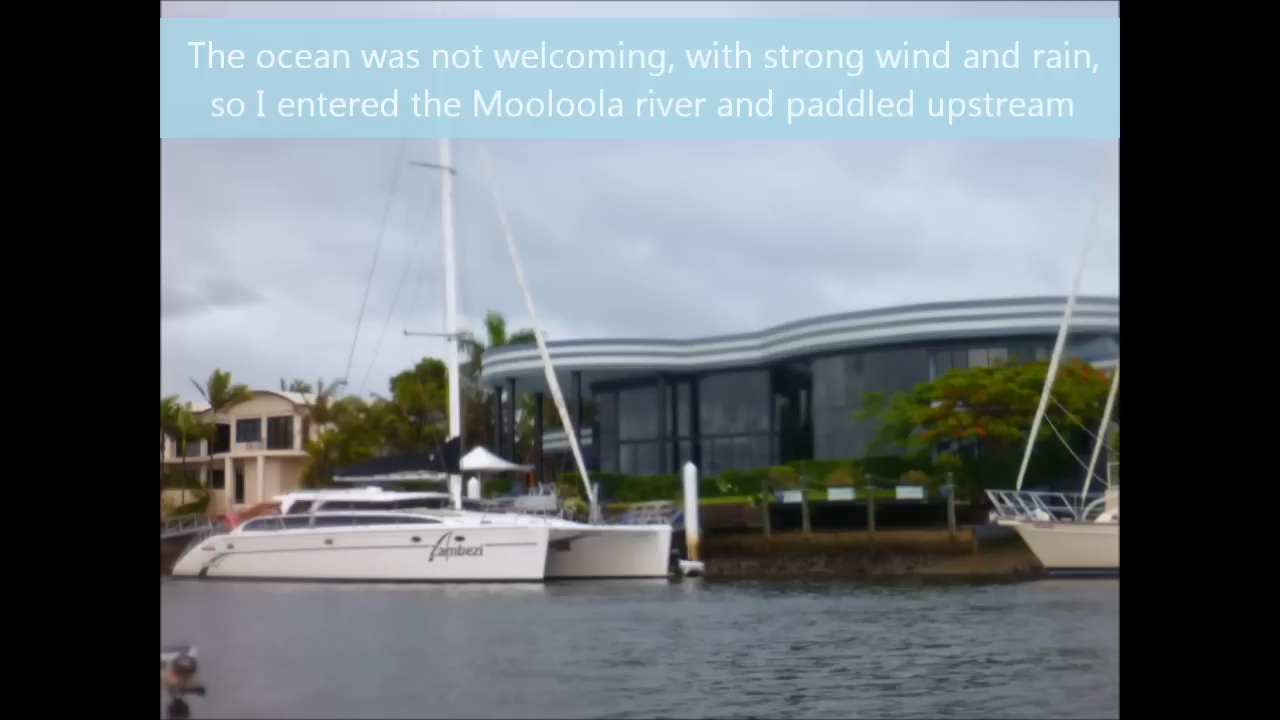 The ocean was not welcoming, with strong wind and rain,
so I entered the Mooloola river and paddled upstream
Zambezi